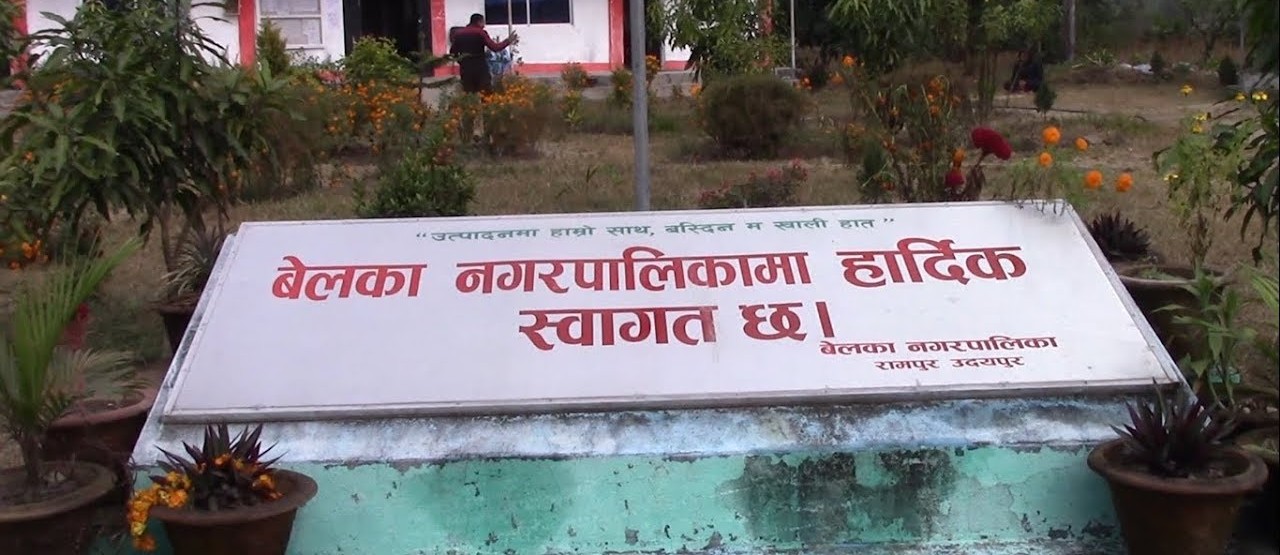 “उत्पादनमा हाम्रो साथ, बस्दिन म खाली हात”
बेलका नगरपालिकामा हार्दिक
स्वागत छ।
बेलका नगरपालिका
रामपुर उदयपुर